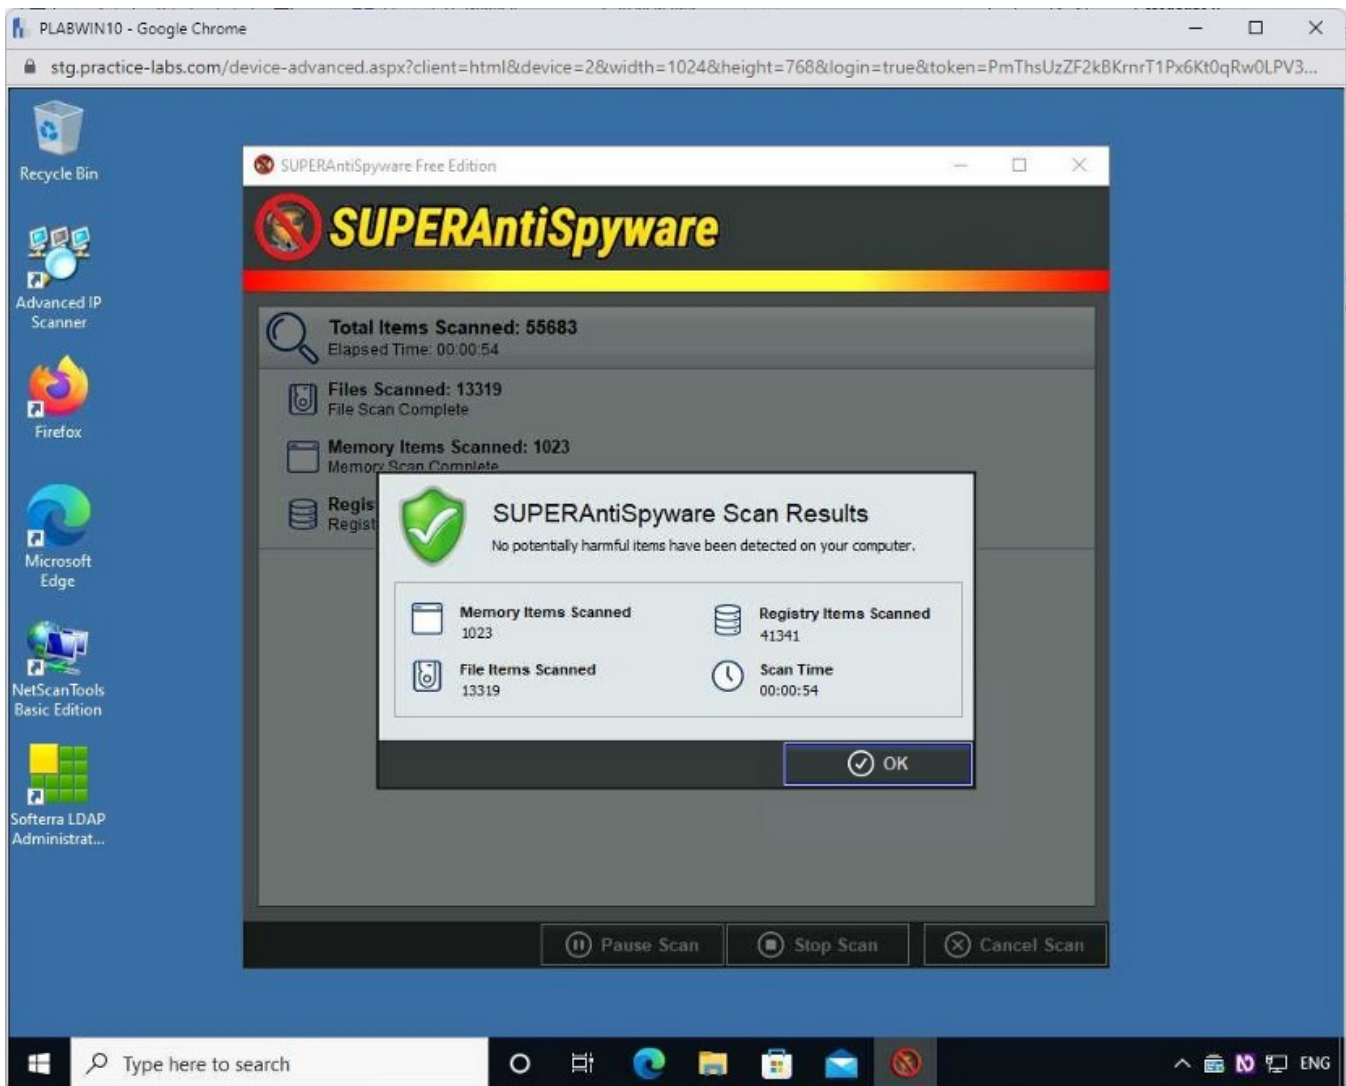 PLABWIN10 - Google Chrome
stg.practice-labs.com/device-advanced.aspx?client=html&device=2&width=1024&height=768&login=true&token=PmThsUzZF2kBKrnrT1Px6Kt0qRw0LPV3...
Recycle Bin
Advanced IP
Scanner
Firefox
Microsoft
Edge
NetScanTools
Basic Edition
Softerra LDAP
Administrat...
SUPERAntiSpyware Free Edition
SUPERAntiSpyware
Total Items Scanned: 55683
Elapsed Time: 00:00:54
Files Scanned: 13319
File Scan Complete
Memory Items Scanned: 1023
Memory Scan Complete
Regis
Regist
SUPERAntiSpyware Scan Results
No potentially harmful items have been detected on your computer.
Memory Items Scanned
1023
Registry Items Scanned
41341
File Items Scanned
13319
Scan Time
00:00:54
OK
Pause Scan
Stop Scan
Cancel Scan
Type here to search
ENG